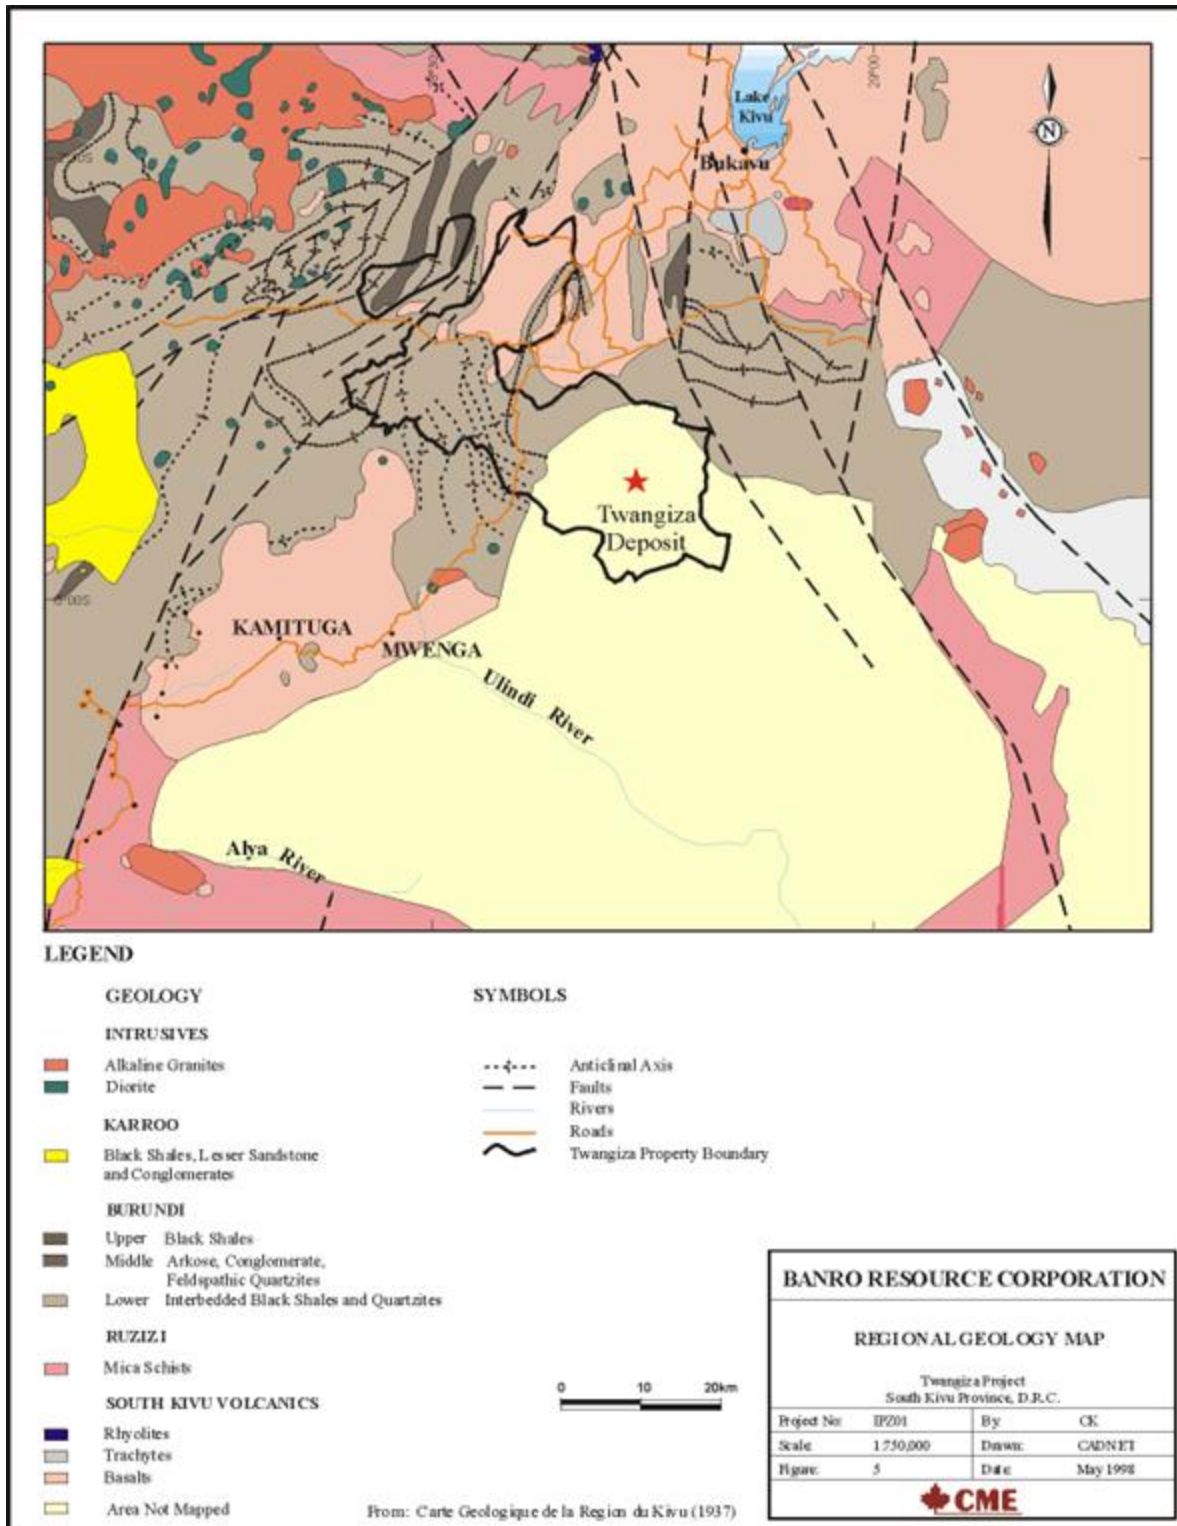 Lake
Kivu
Bukavu
29°00'
N
Twangiza
Deposit
KAMITUGA
MWENGA
Ulindi River
Alya River
LEGEND
GEOLOGY
INTRUSIVES
Alkaline Granites
Diorite
KARROO
Black Shales, Lesser Sandstone
and Conglomerates
BURUNDI
Upper Black Shales
Middle Arkose, Conglomerate,
Feldspathic Quartzites
Lower Interbedded Black Shales and Quartzites
RUZIZI
Mica Schists
SOUTH KIVU VOLCANICS
Rhyolites
Trachytes
Basalts
Area Not Mapped
SYMBOLS
Anticlinal Axis
Faults
Rivers
Roads
Twangiza Property Boundary
0 10 20km
From: Carte Geologique de la Region du Kivu (1937)
BANRO RESOURCE CORPORATION
REGIONAL GEOLOGY MAP
Twangiza Project
South Kivu Province, D.R.C.
Project No: IPZ01 By: CK
Scale: 1:750,000 Drawn: CADNET
Figure: 5 Date: May 1998
CME